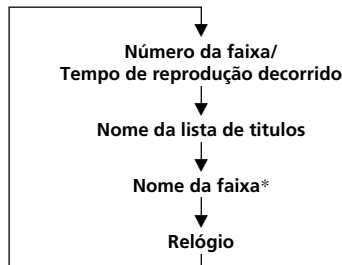 Número da faixa/
Tempo de reprodução decorrido
Nome da lista de titulos
Nome da faixa*
Relógio